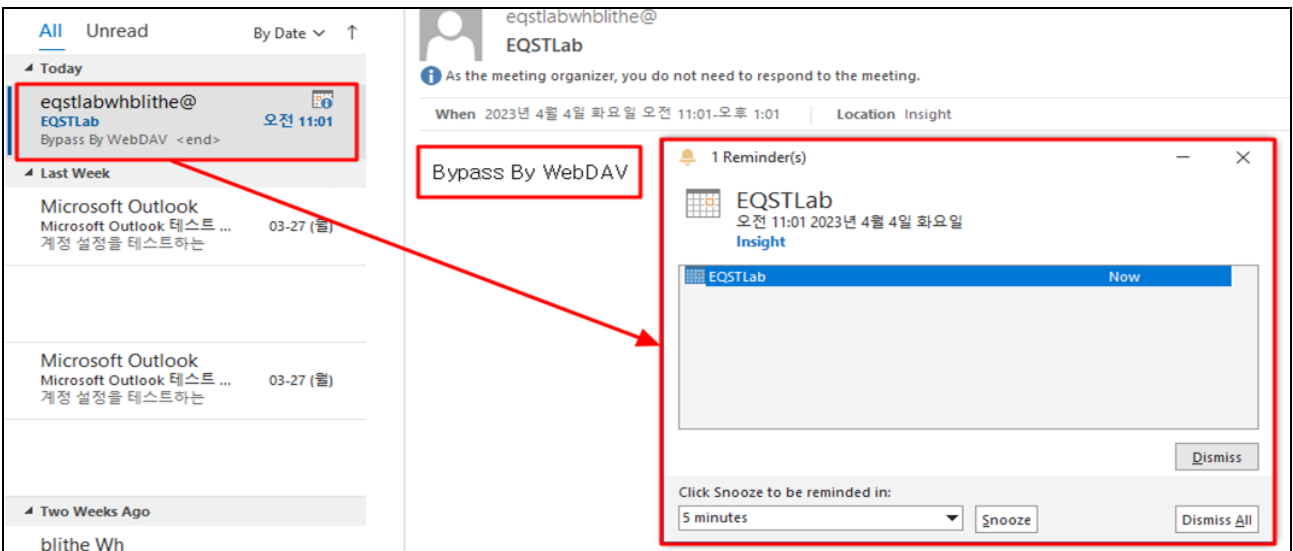 All Unread By Date ↑
Today
eqstlabwhblithe@
EQSTLab 오전 11:01
Bypass By WebDAV <end>
Last Week
Microsoft Outlook
Microsoft Outlook 테스트 ... 03-27 (월)
계정 설정을 테스트하는
Microsoft Outlook
Microsoft Outlook 테스트 ... 03-27 (월)
계정 설정을 테스트하는
Two Weeks Ago
blithe Wh
eqstlabwhblithe@
EQSTLab
As the meeting organizer, you do not need to respond to the meeting.
When 2023년 4월 4일 화요일 오전 11:01-오후 1:01 Location Insight
Bypass By WebDAV
1 Reminder(s)
EQSTLab
오전 11:01 2023년 4월 4일 화요일
Insight
EQSTLab Now
Dismiss
Click Snooze to be reminded in:
5 minutes Snooze Dismiss All